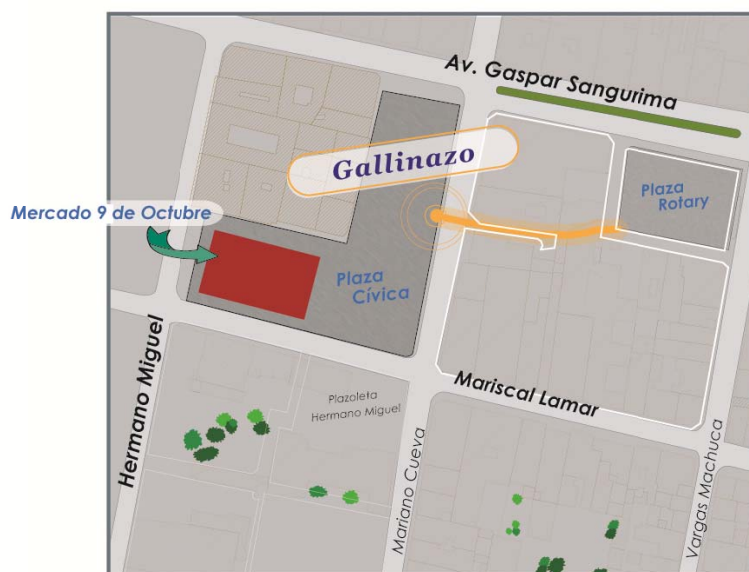 Av. Gaspar Sangurima
Gallinazo
Plaza
Rotary
Mercado 9 de Octubre
Plaza
Cívica
Hermano Miguel
Mariscal Lamar
Plazoleta
Hermano Miguel
Mariano Cueva
Vargas Machuca